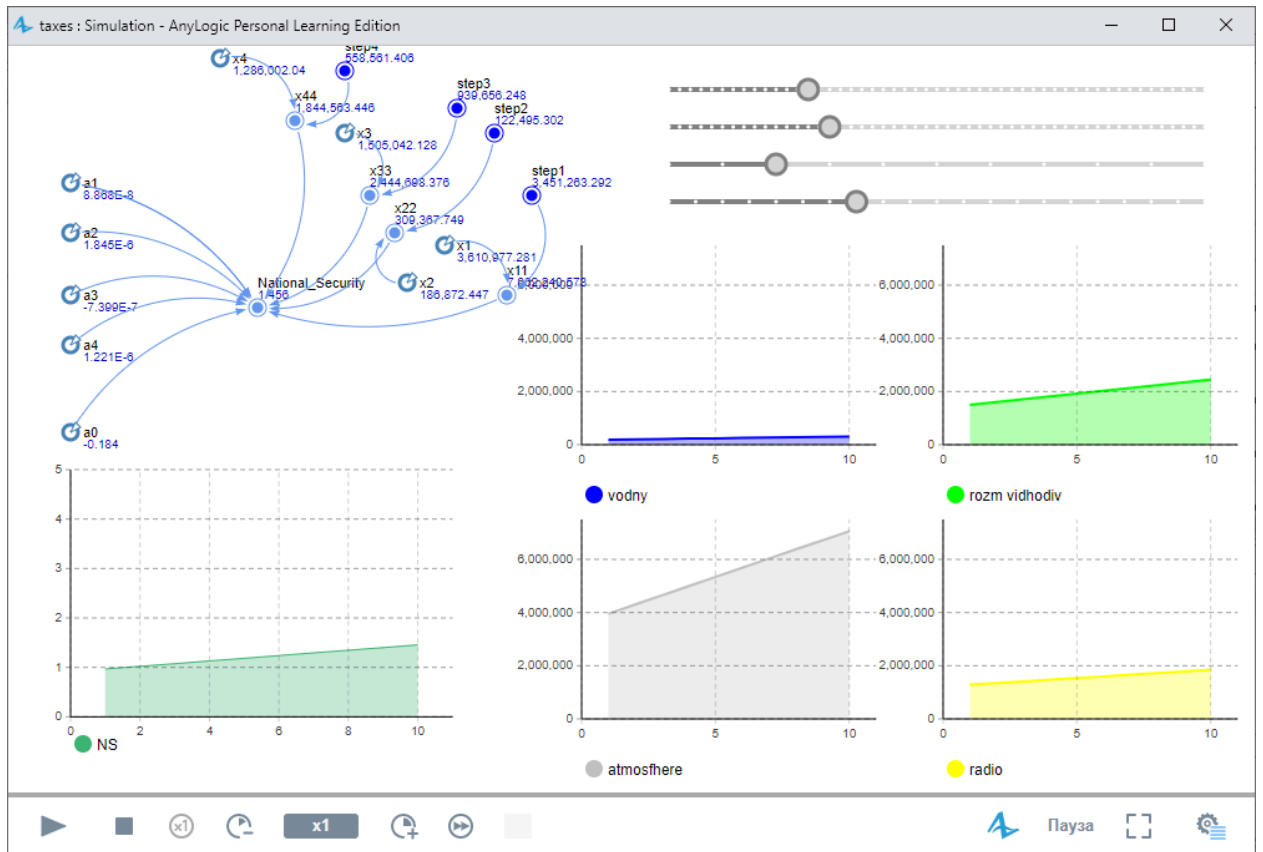 taxes : Simulation - AnyLogic Personal Learning Edition
x4
1,286,002.04
step4
558,561.406
x44
1,844,563.446
step3
939,656.248
step2
122,495.302
x3
1,505,042.128
x33
2,444,698.376
step1
3,451,263.292
a1
8.868E-8
x22
309,367.749
a2
1.845E-6
x1
3,610,977.281
x11
National_Security
1.456
x2
186,872.447
a3
-7.399E-7
a4
1.221E-6
a0
-0.184
5
4
3
2
1
0
0 2 4 6 8 10
NS
4,000,000
2,000,000
0
0 5 10
vodny
6,000,000
4,000,000
2,000,000
0
0 5 10
rozm vidhodiv
6,000,000
4,000,000
2,000,000
0
0 5 10
atmosfhere
6,000,000
4,000,000
2,000,000
0
0 5 10
radio
x1
x1
Пауза